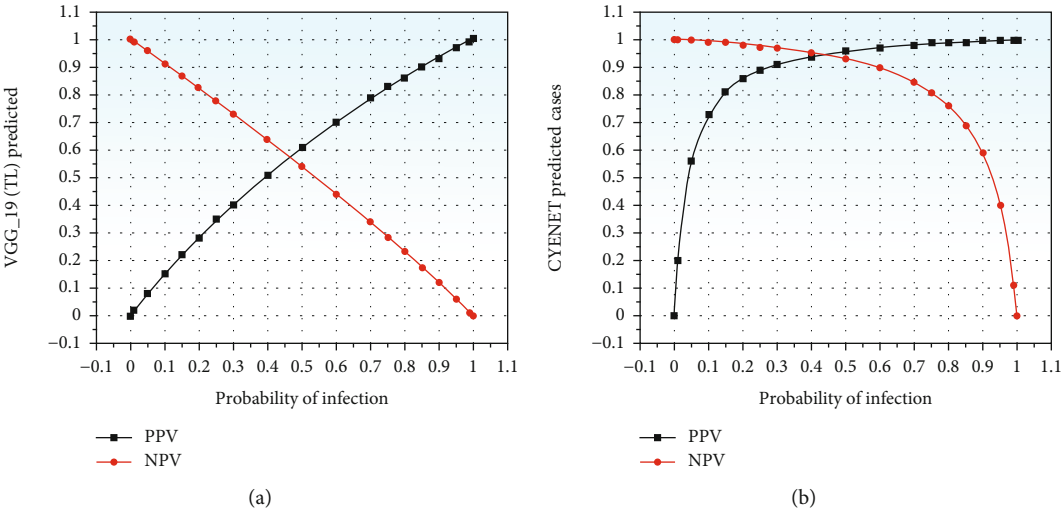 VGG_19 (TL) predicted
1.1
1
0.9
0.8
0.7
0.6
0.5
0.4
0.3
0.2
0.1
0
−0.1
−0.1 0 0.1 0.2 0.3 0.4 0.5 0.6 0.7 0.8 0.9 1 1.1
Probability of infection
PPV
NPV
(a)
CYENET predicted cases
1.1
1
0.9
0.8
0.7
0.6
0.5
0.4
0.3
0.2
0.1
0
−0.1
−0.1 0 0.1 0.2 0.3 0.4 0.5 0.6 0.7 0.8 0.9 1 1.1
Probability of infection
PPV
NPV
(b)